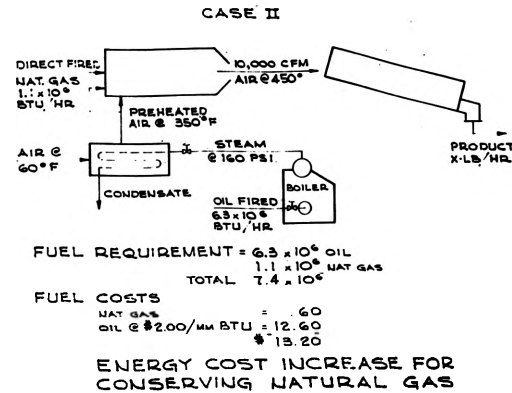 CASE II
DIRECT FIRED
NAT. GAS
1.1 x 10⁶
BTU/HR
10,000 CFM
AIR @ 450°
PREHEATED
AIR @ 350°F
AIR @
60°F
STEAM
@ 160 PSI.
CONDENSATE
BOILER
OIL FIRED
6.3 x 10⁶
BTU/HR
PRODUCT
X-LB/HR
FUEL REQUIREMENT = 6.3 x 10⁶ OIL
1.1 x 10⁶ NAT GAS
TOTAL 7.4 x 10⁶
FUEL COSTS
NAT GAS = .60
OIL @ $2.00/MM BTU = 12.60
$ 13.20
ENERGY COST INCREASE FOR
CONSERVING NATURAL GAS